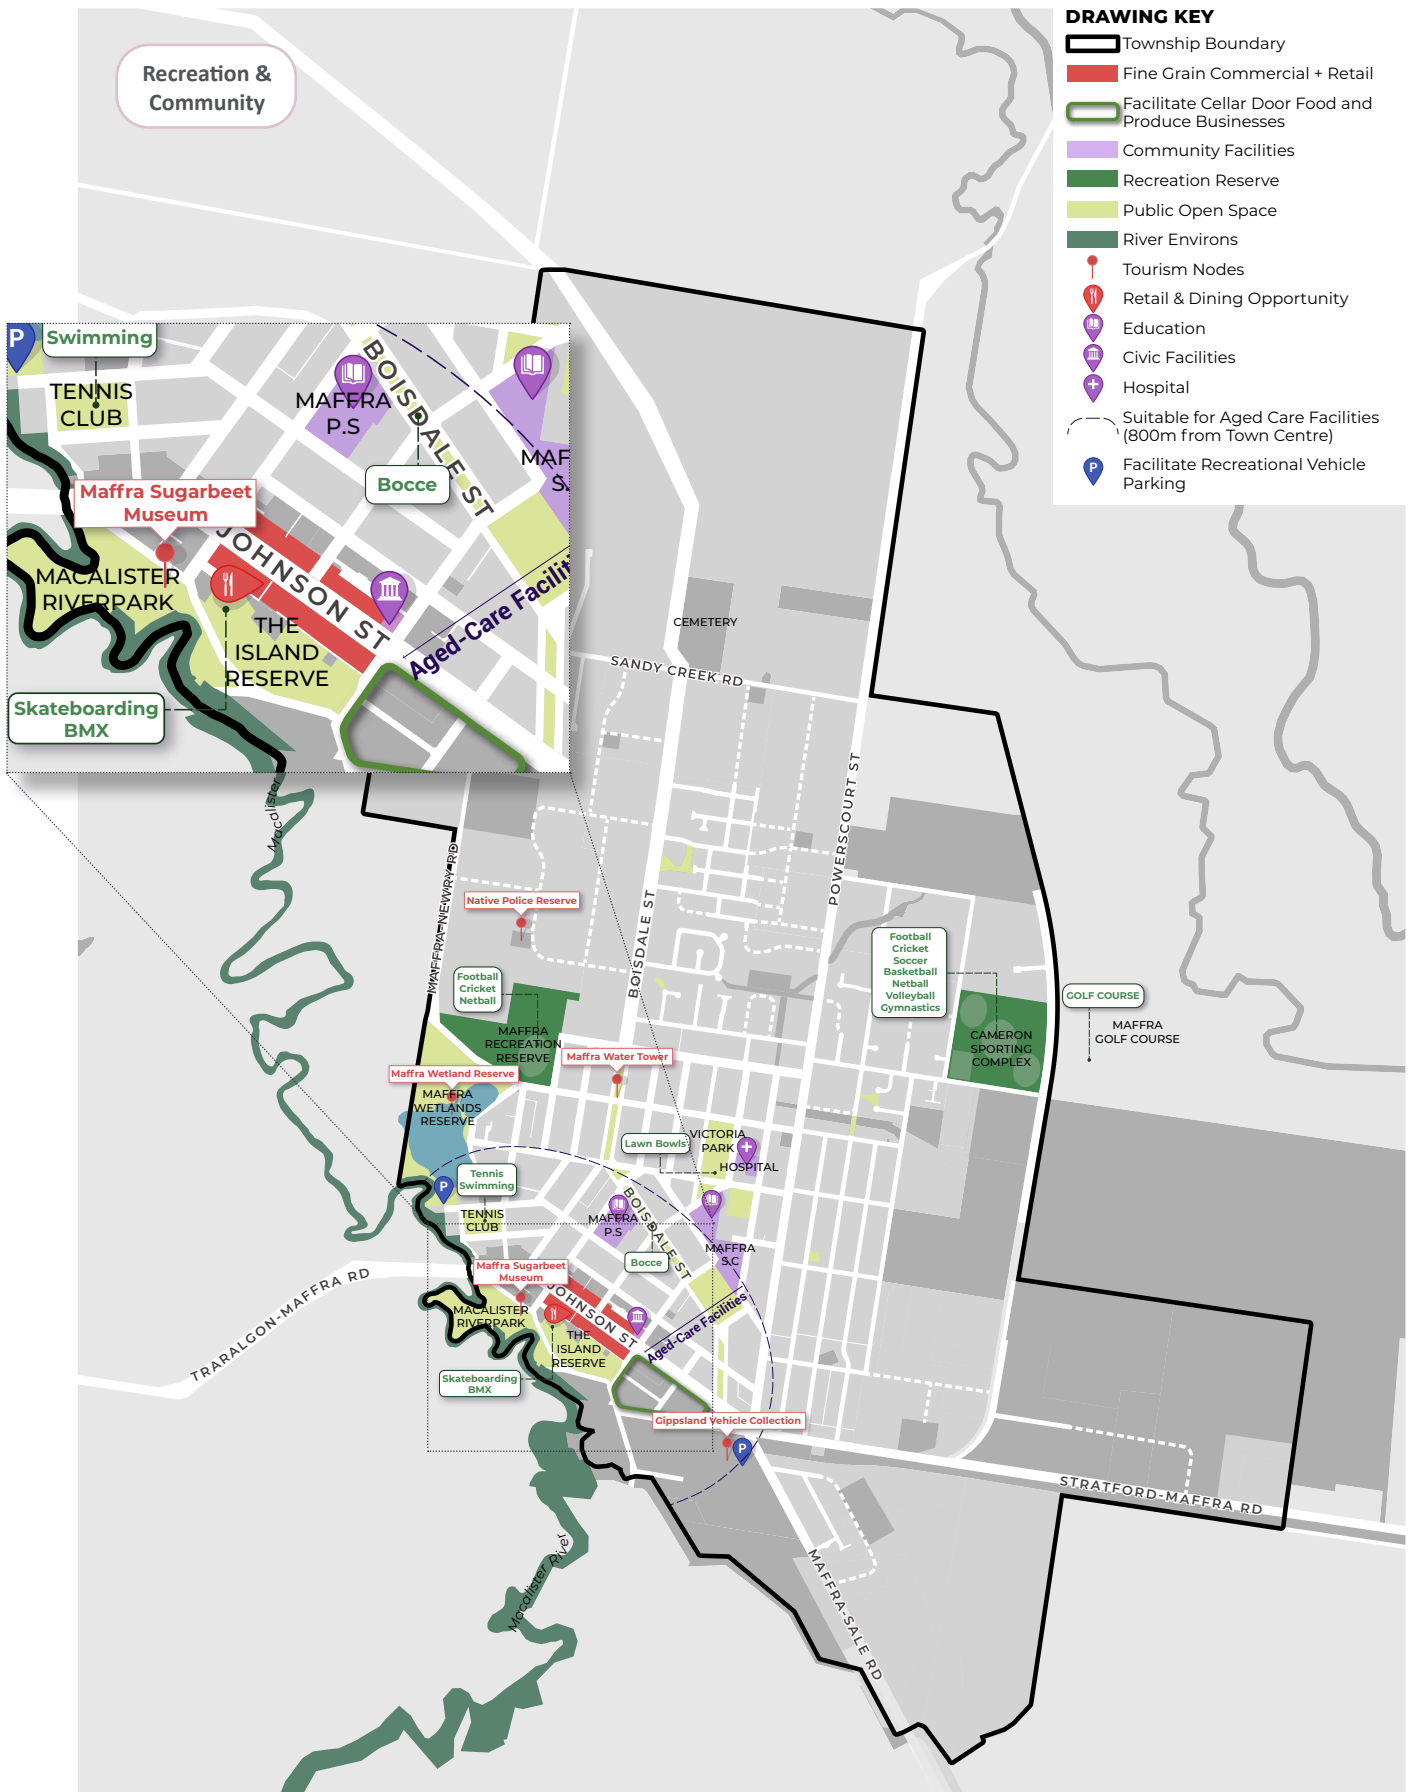 Recreation &
Community
DRAWING KEY
Township Boundary
Fine Grain Commercial + Retail
Facilitate Cellar Door Food and
Produce Businesses
Community Facilities
Recreation Reserve
Public Open Space
River Environs
Tourism Nodes
Retail & Dining Opportunity
Education
Civic Facilities
Hospital
Suitable for Aged Care Facilities
(800m from Town Centre)
P
Facilitate Recreational Vehicle
Parking
P
Swimming
TENNIS
CLUB
MAFFRA
P.S
BOISDALE ST
Bocce
MAF
S.
Maffra Sugarbeet
Museum
JOHNSON ST
MACALISTER
RIVERPARK
THE
ISLAND
RESERVE
Aged-Care Facilit
Skateboarding
BMX
Macalister
CEMETERY
SANDY CREEK RD
POWERSCOURT ST
MAFFRA-NEWRY RD
BOISDALE ST
Native Police Reserve
Football
Cricket
Netball
MAFFRA
RECREATION
RESERVE
Football
Cricket
Soccer
Basketball
Netball
Volleyball
Gymnastics
CAMERON
SPORTING
COMPLEX
GOLF COURSE
MAFFRA
GOLF COURSE
Maffra Water Tower
Maffra Wetland Reserve
MAFFRA
WETLANDS
RESERVE
Lawn Bowls
VICTORIA
PARK
HOSPITAL
P
Tennis
Swimming
TENNIS
CLUB
MAFFRA
P.S
BOISDALE ST
Bocce
MAFFRA
S.C
Maffra Sugarbeet
Museum
JOHNSON ST
MACALISTER
RIVERPARK
THE
ISLAND
RESERVE
Aged-Care Facilities
Skateboarding
BMX
TRARALGON-MAFFRA RD
Gippsland Vehicle Collection
P
STRATFORD-MAFFRA RD
MAFFRA-SALE RD
Macalister River